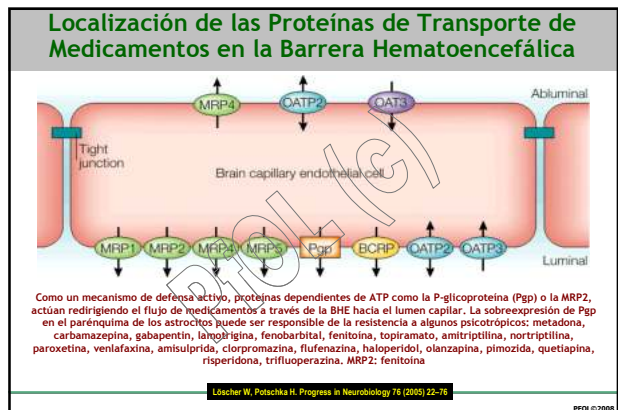 Localización de las Proteínas de Transporte de
Medicamentos en la Barrera Hematoencefálica
MRP4 OATP2 OAT3
Abluminal
Tight
junction
Brain capillary endothelial cell
MRP1 MRP2 MRP4 MRP5 Pgp BCRP OATP2 OATP3
Luminal
Como un mecanismo de defensa activo, proteínas dependientes de ATP como la P-glicoproteína (Pgp) o la MRP2,
actúan redirigiendo el flujo de medicamentos a través de la BHE hacia el lumen capilar. La sobreexpresión de Pgp
en el parénquima de los astrocitos puede ser responsable de la resistencia a algunos psicotrópicos: metadona,
carbamazepina, gabapentin, lamotrigina, fenobarbital, fenitoína, topiramato, amitriptilina, nortriptilina,
paroxetina, venlafaxina, amisulprida, clorpromazina, flufenazina, haloperidol, olanzapina, pimozida, quetiapina,
risperidona, trifluoperazina. MRP2: fenitoína
Löscher W, Potschka H. Progress in Neurobiology 76 (2005) 22–76
PFOL©2008
PfOL (c)